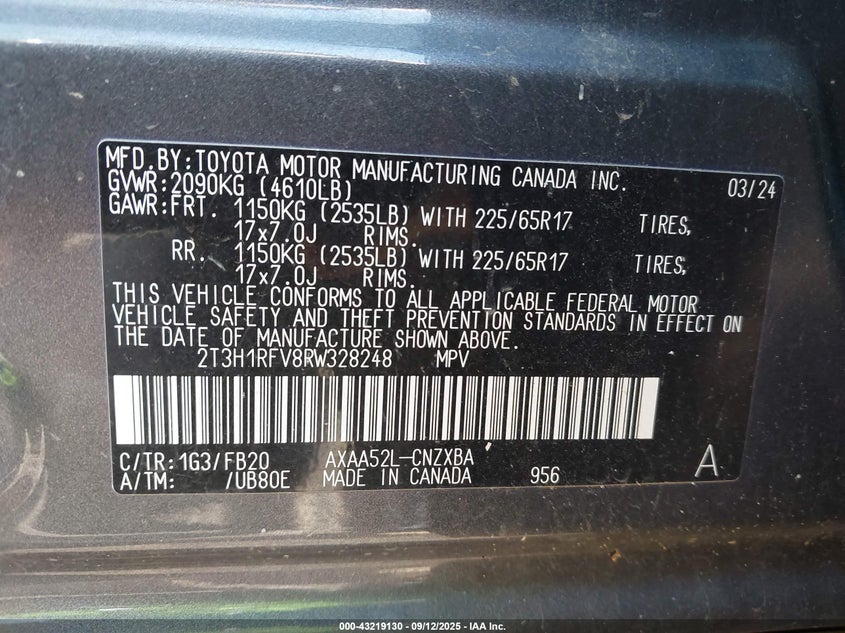 MFD.BY:TOYOTA MOTOR MANUFACTURING CANADA INC. 03/24
GVWR:2090KG (4610LB)
GAWR:FRT. 1150KG (2535LB) WITH 225/65R17 TIRES,
17x7.0J RIMS.
RR. 1150KG (2535LB) WITH 225/65R17 TIRES,
17x7.0J RIMS.
THIS VEHICLE CONFORMS TO ALL APPLICABLE FEDERAL MOTOR
VEHICLE SAFETY AND THEFT PREVENTION STANDARDS IN EFFECT ON
THE DATE OF MANUFACTURE SHOWN ABOVE.
2T3H1RFV8RW328248 MPV
C/TR:1G3/FB20 AXAA52L-CNZXBA A
A/TM: /UB80E MADE IN CANADA 956
000-43219130 - 09/12/2025 - IAA Inc.